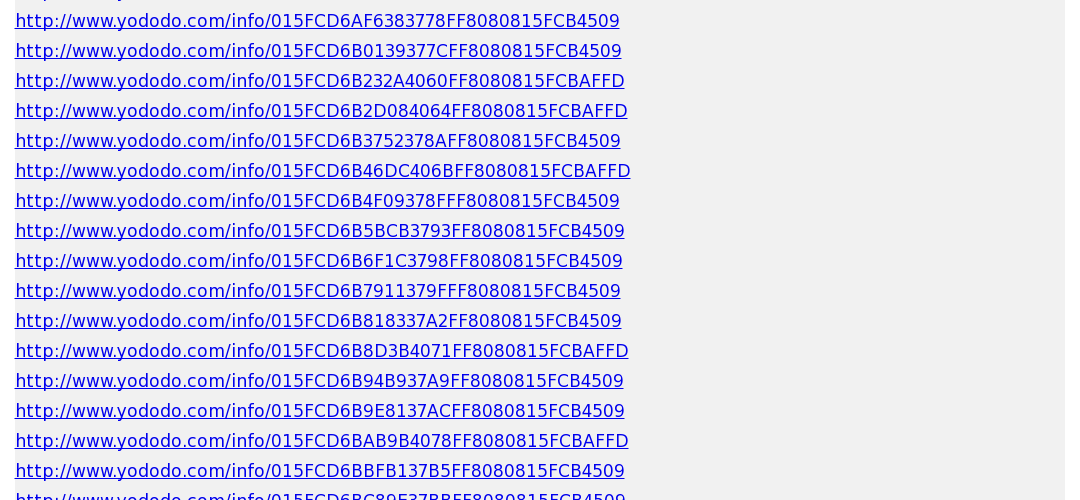 http://www.yododo.com/info/015FCD6AF6383778FF8080815FCB4509
http://www.yododo.com/info/015FCD6B0139377CFF8080815FCB4509
http://www.yododo.com/info/015FCD6B232A4060FF8080815FCBAFFD
http://www.yododo.com/info/015FCD6B2D084064FF8080815FCBAFFD
http://www.yododo.com/info/015FCD6B3752378AFF8080815FCB4509
http://www.yododo.com/info/015FCD6B46DC406BFF8080815FCBAFFD
http://www.yododo.com/info/015FCD6B4F09378FFF8080815FCB4509
http://www.yododo.com/info/015FCD6B5BCB3793FF8080815FCB4509
http://www.yododo.com/info/015FCD6B6F1C3798FF8080815FCB4509
http://www.yododo.com/info/015FCD6B7911379FFF8080815FCB4509
http://www.yododo.com/info/015FCD6B818337A2FF8080815FCB4509
http://www.yododo.com/info/015FCD6B8D3B4071FF8080815FCBAFFD
http://www.yododo.com/info/015FCD6B94B937A9FF8080815FCB4509
http://www.yododo.com/info/015FCD6B9E8137ACFF8080815FCB4509
http://www.yododo.com/info/015FCD6BAB9B4078FF8080815FCBAFFD
http://www.yododo.com/info/015FCD6BBFB137B5FF8080815FCB4509